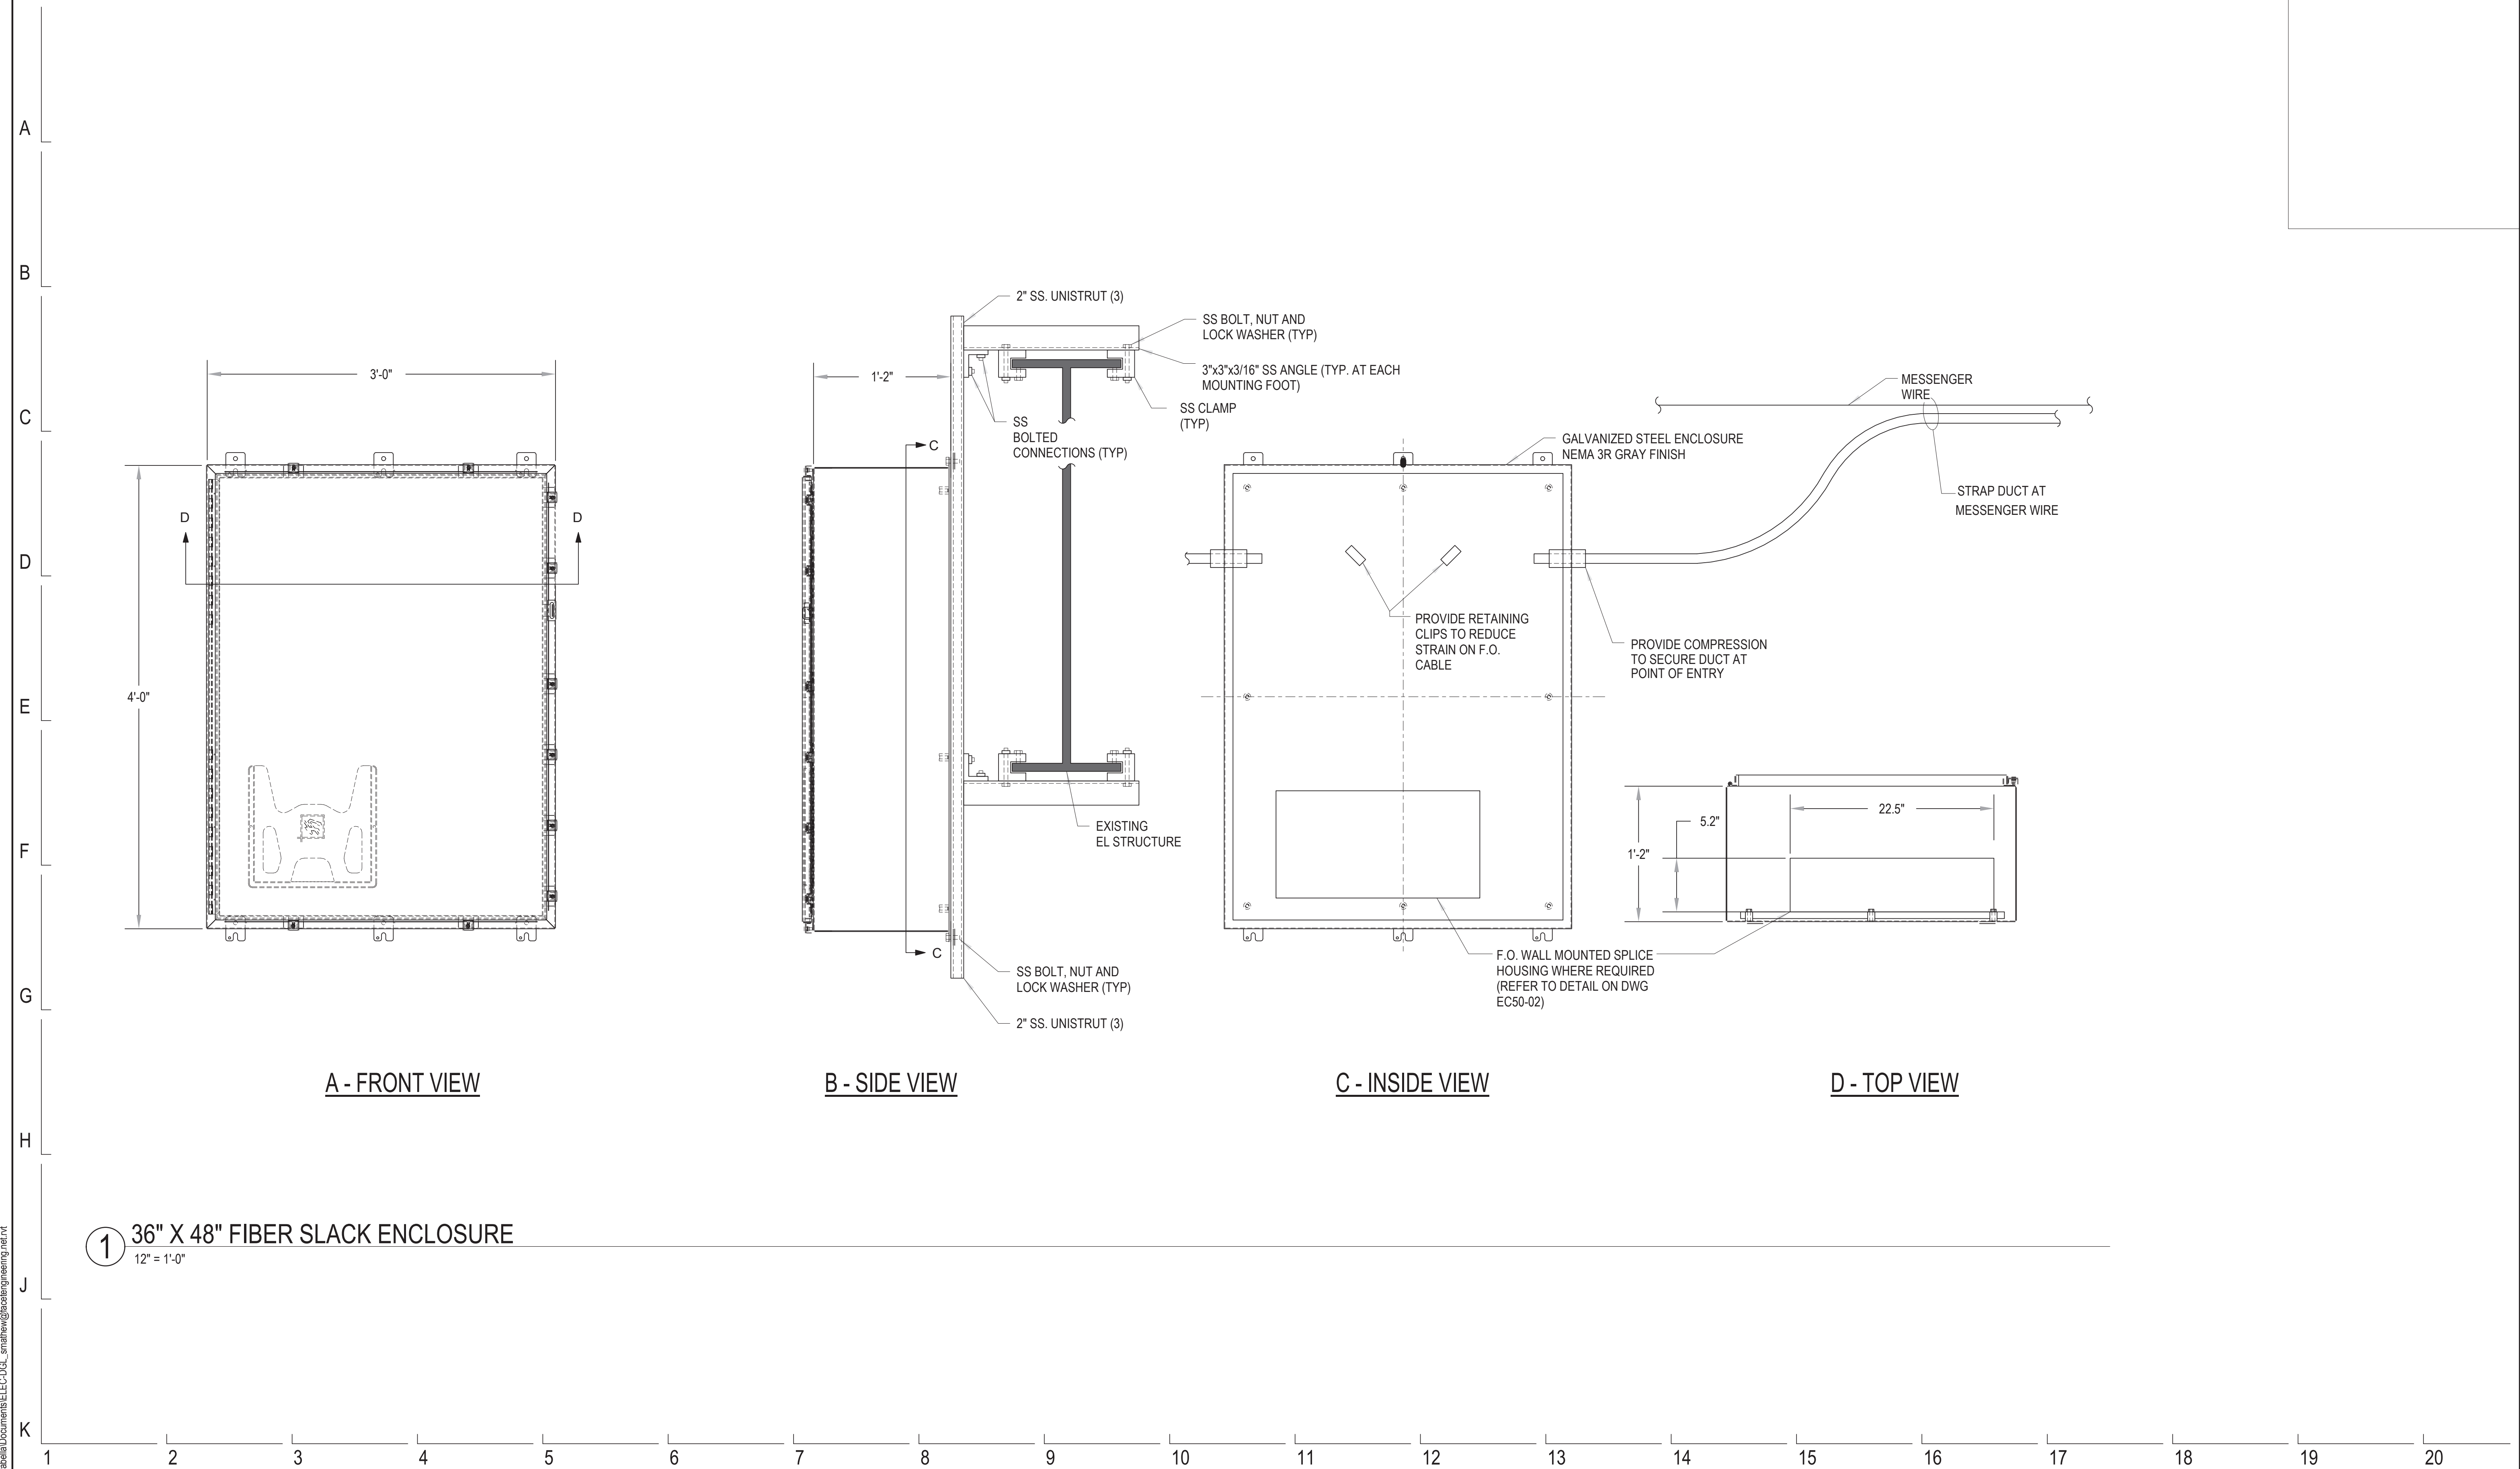 A
B
C
D
E
F
G
H
J
K
3'-0"
4'-0"
D
D
A - FRONT VIEW
2" SS. UNISTRUT (3)
SS BOLT, NUT AND
LOCK WASHER (TYP)
3"x3"x3/16" SS ANGLE (TYP. AT EACH
MOUNTING FOOT)
SS CLAMP
(TYP)
1'-2"
SS
BOLTED
CONNECTIONS (TYP)
C
EXISTING
EL STRUCTURE
C
SS BOLT, NUT AND
LOCK WASHER (TYP)
2" SS. UNISTRUT (3)
B - SIDE VIEW
MESSENGER
WIRE
GALVANIZED STEEL ENCLOSURE
NEMA 3R GRAY FINISH
STRAP DUCT AT
MESSENGER WIRE
PROVIDE RETAINING
CLIPS TO REDUCE
STRAIN ON F.O.
CABLE
PROVIDE COMPRESSION
TO SECURE DUCT AT
POINT OF ENTRY
F.O. WALL MOUNTED SPLICE
HOUSING WHERE REQUIRED
(REFER TO DETAIL ON DWG
EC50-02)
C - INSIDE VIEW
22.5"
5.2"
1'-2"
D - TOP VIEW
1
36" X 48" FIBER SLACK ENCLOSURE
12" = 1'-0"
abella\Documents\ELEC-DGL_smathew@facetengineering.net.rvt
1 2 3 4 5 6 7 8 9 10 11 12 13 14 15 16 17 18 19 20